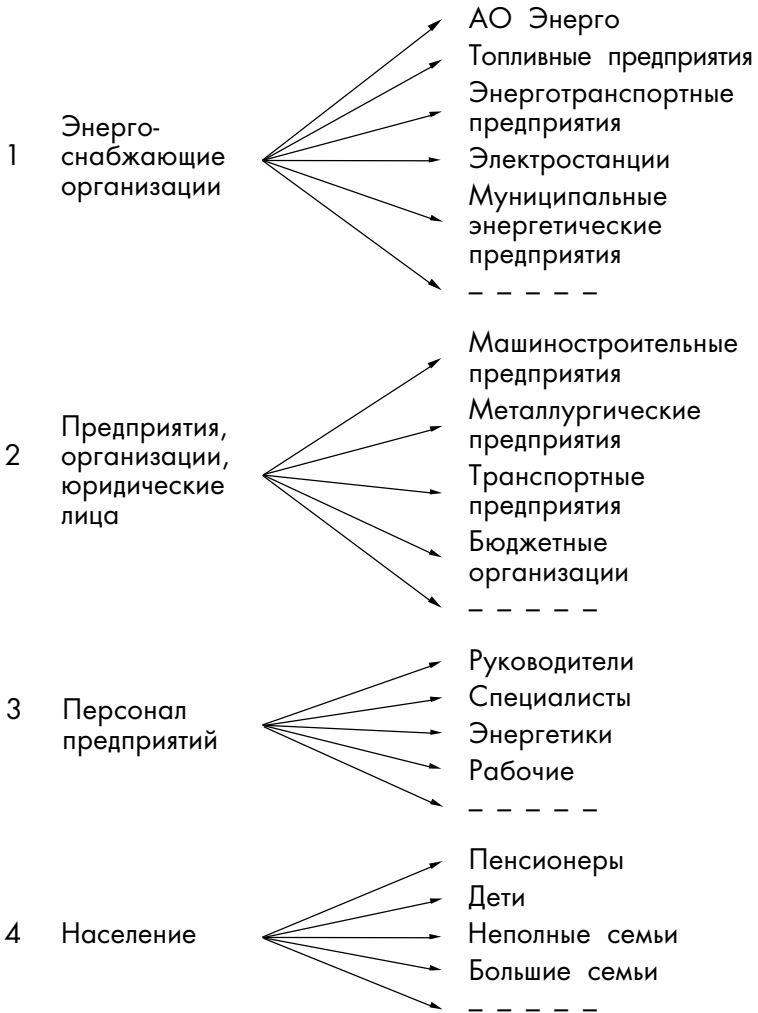 1
Энерго-
снабжающие
организации
АО Энерго
Топливные предприятия
Энерготранспортные
предприятия
Электростанции
Муниципальные
энергетические
предприятия
– – – – –
2
Предприятия,
организации,
юридические
лица
Машиностроительные
предприятия
Металлургические
предприятия
Транспортные
предприятия
Бюджетные
организации
– – – – –
3
Персонал
предприятий
Руководители
Специалисты
Энергетики
Рабочие
– – – – –
4
Население
Пенсионеры
Дети
Неполные семьи
Большие семьи
– – – – –